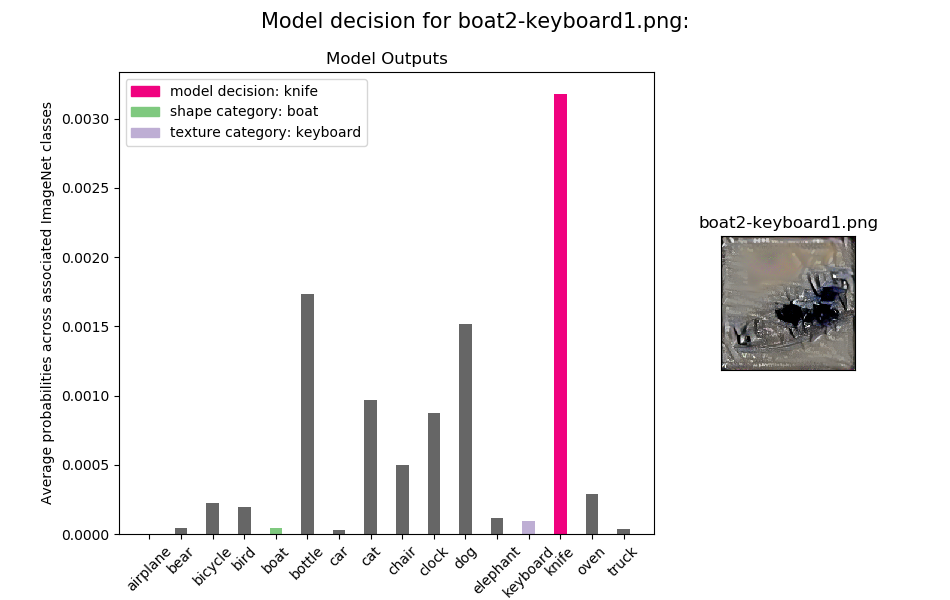 Model decision for boat2-keyboard1.png:
Model Outputs
model decision: knife
shape category: boat
texture category: keyboard
Average probabilities across associated ImageNet classes
0.0030
0.0025
0.0020
0.0015
0.0010
0.0005
0.0000
airplane
bear
bicycle
bird
boat
bottle
car
cat
chair
clock
dog
elephant
keyboard
knife
oven
truck
boat2-keyboard1.png